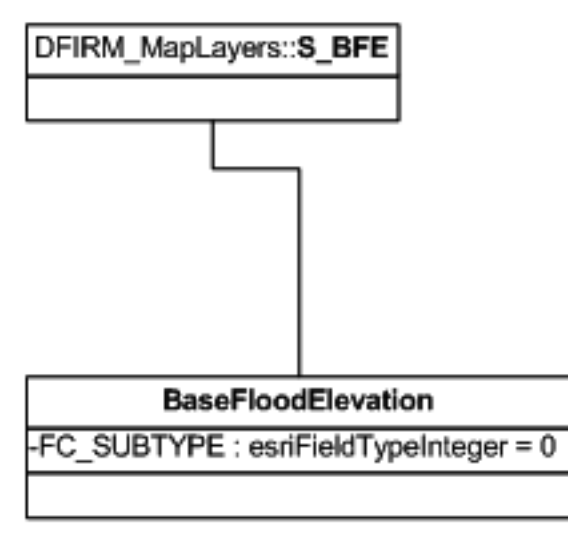 DFIRM_MapLayers::S_BFE
BaseFloodElevation
-FC_SUBTYPE : esriFieldTypeInteger = 0